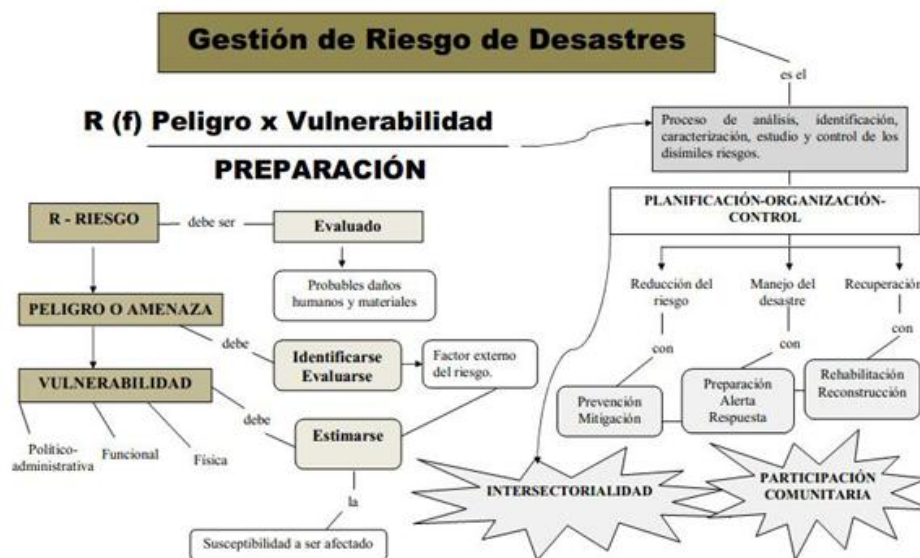 Gestión de Riesgo de Desastres
es el
R (f) Peligro x Vulnerabilidad
PREPARACIÓN
Proceso de análisis, identificación,
caracterización, estudio y control de los
disímiles riesgos.
PLANIFICACIÓN-ORGANIZACIÓN-
CONTROL
R - RIESGO
debe ser
Evaluado
Probables daños
humanos y materiales
PELIGRO O AMENAZA
debe
Identificarse
Evaluarse
Factor externo
del riesgo.
VULNERABILIDAD
debe
Estimarse
Político-
administrativa
Funcional
Física
la
Susceptibilidad a ser afectado
Reducción del
riesgo
Manejo del
desastre
Recuperación
con
con
con
Prevención
Mitigación
Preparación
Alerta
Respuesta
Rehabilitación
Reconstrucción
INTERSECTORIALIDAD
PARTICIPACIÓN
COMUNITARIA